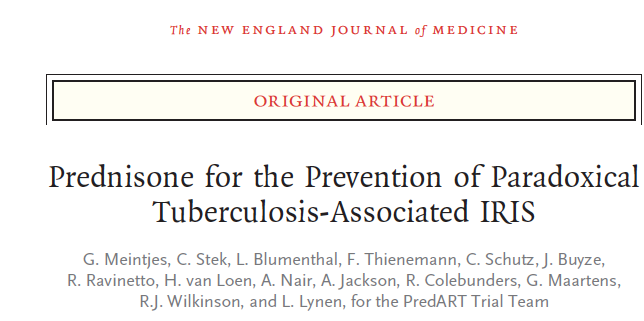 The NEW ENGLAND JOURNAL of MEDICINE
ORIGINAL ARTICLE
Prednisone for the Prevention of Paradoxical
Tuberculosis-Associated IRIS
G. Meintjes, C. Stek, L. Blumenthal, F. Thienemann, C. Schutz, J. Buyze,
R. Ravinetto, H. van Loen, A. Nair, A. Jackson, R. Colebunders, G. Maartens,
R.J. Wilkinson, and L. Lynen, for the PredART Trial Team